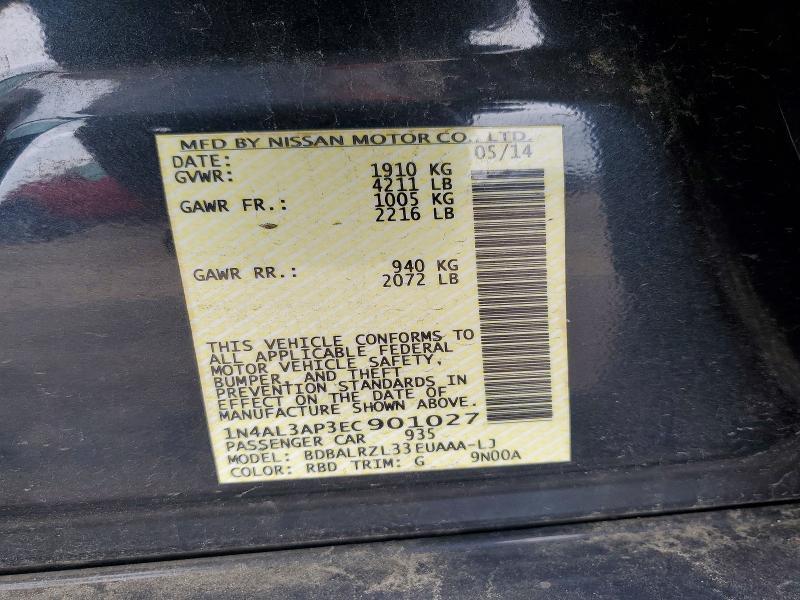 MFD BY NISSAN MOTOR CO., LTD.
DATE: 05/14
GVWR: 1910 KG
4211 LB
GAWR FR.: 1005 KG
2216 LB
GAWR RR.: 940 KG
2072 LB
THIS VEHICLE CONFORMS TO
ALL APPLICABLE FEDERAL
MOTOR VEHICLE SAFETY,
BUMPER, AND THEFT
PREVENTION STANDARDS IN
EFFECT ON THE DATE OF
MANUFACTURE SHOWN ABOVE.
1N4AL3AP3EC901027
PASSENGER CAR 935
MODEL: BDBALRZL33EUAAA-LJ
COLOR: RBD TRIM: G 9N00A